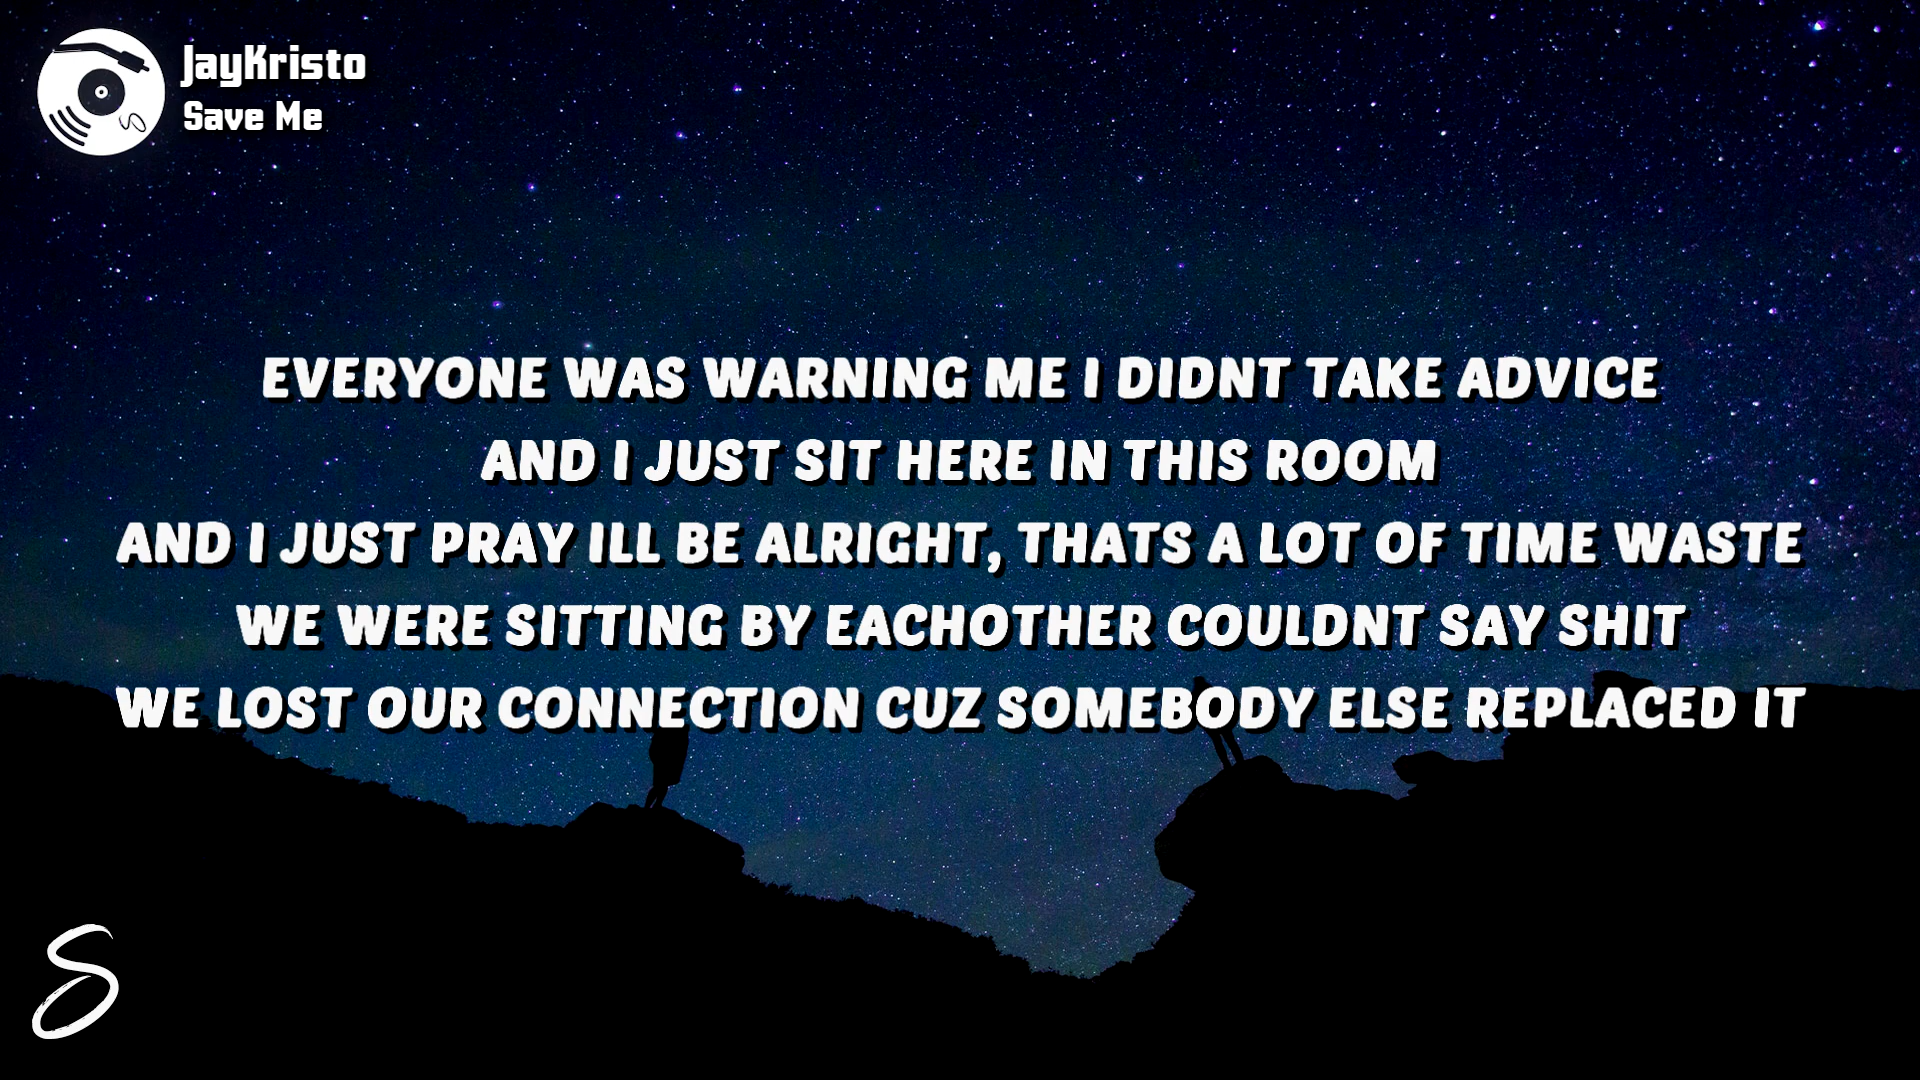 JayKristo
Save Me
EVERYONE WAS WARNING ME I DIDNT TAKE ADVICE
AND I JUST SIT HERE IN THIS ROOM
AND I JUST PRAY ILL BE ALRIGHT, THATS A LOT OF TIME WASTE
WE WERE SITTING BY EACHOTHER COULDNT SAY SHIT
WE LOST OUR CONNECTION CUZ SOMEBODY ELSE REPLACED IT
S